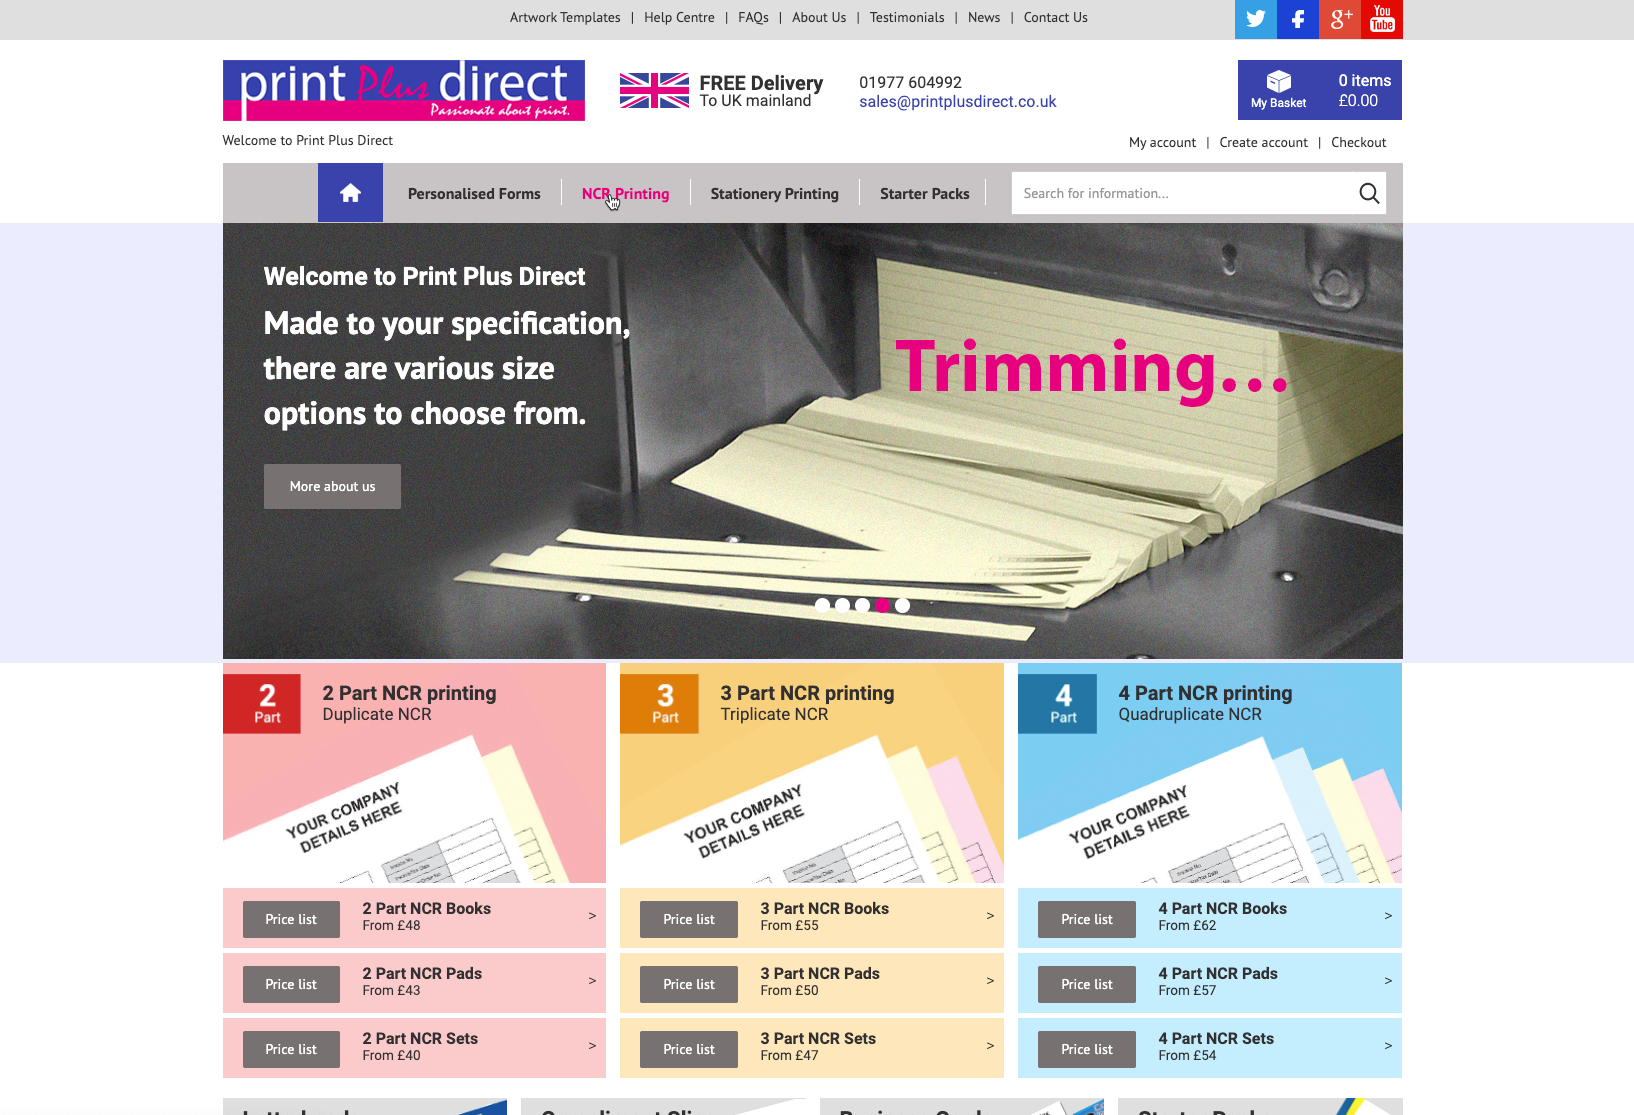 Artwork Templates | Help Centre | FAQs | About Us | Testimonials | News | Contact Us
You
Tube
print Plus direct
Passionate about print.
FREE Delivery
To UK mainland
01977 604992
sales@printplusdirect.co.uk
My Basket
0 items
£0.00
Welcome to Print Plus Direct
My account | Create account | Checkout
Personalised Forms
NCR Printing
Stationery Printing
Starter Packs
Search for information...
Welcome to Print Plus Direct
Made to your specification,
there are various size
options to choose from.
Trimming...
More about us
2
Part
2 Part NCR printing
Duplicate NCR
YOUR COMPANY
DETAILS HERE
3
Part
3 Part NCR printing
Triplicate NCR
YOUR COMPANY
DETAILS HERE
4
Part
4 Part NCR printing
Quadruplicate NCR
YOUR COMPANY
DETAILS HERE
Price list
2 Part NCR Books
From £48
>
Price list
3 Part NCR Books
From £55
>
Price list
4 Part NCR Books
From £62
>
Price list
2 Part NCR Pads
From £43
>
Price list
3 Part NCR Pads
From £50
>
Price list
4 Part NCR Pads
From £57
>
Price list
2 Part NCR Sets
From £40
>
Price list
3 Part NCR Sets
From £47
>
Price list
4 Part NCR Sets
From £54
>